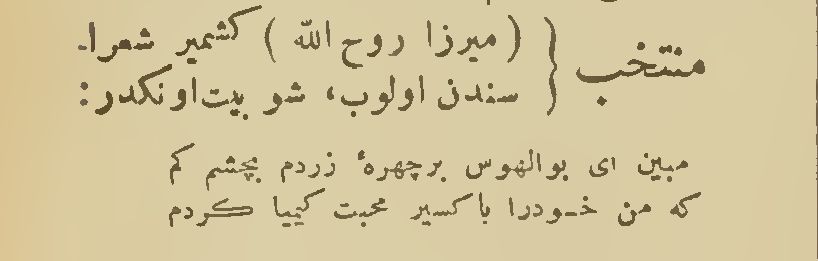 منتخب { (میرزا روح الله) کشمیر شعرا-
سندن اولوب، شو بیت اونکدر:
مبین ای بوالهوس برچهرهٔ زردم بچشم کم
که من خودرا باکسیر محبت کیمیا کردم